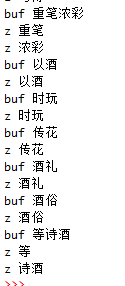 buf 重笔浓彩
z 重笔
z 浓彩
buf 以酒
z 以酒
buf 时玩
z 时玩
buf 传花
z 传花
buf 酒礼
z 酒礼
buf 酒俗
z 酒俗
buf 等诗酒
z 等
z 诗酒
>>>